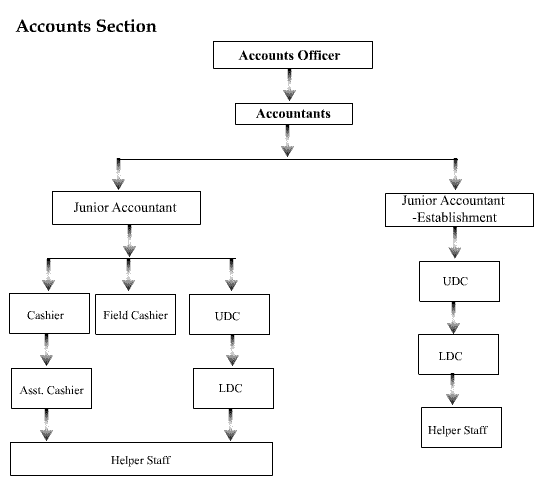 Accounts Section
Accounts Officer
Accountants
Junior Accountant
Junior Accountant
-Establishment
Cashier
Field Cashier
UDC
UDC
Asst. Cashier
LDC
LDC
Helper Staff
Helper Staff